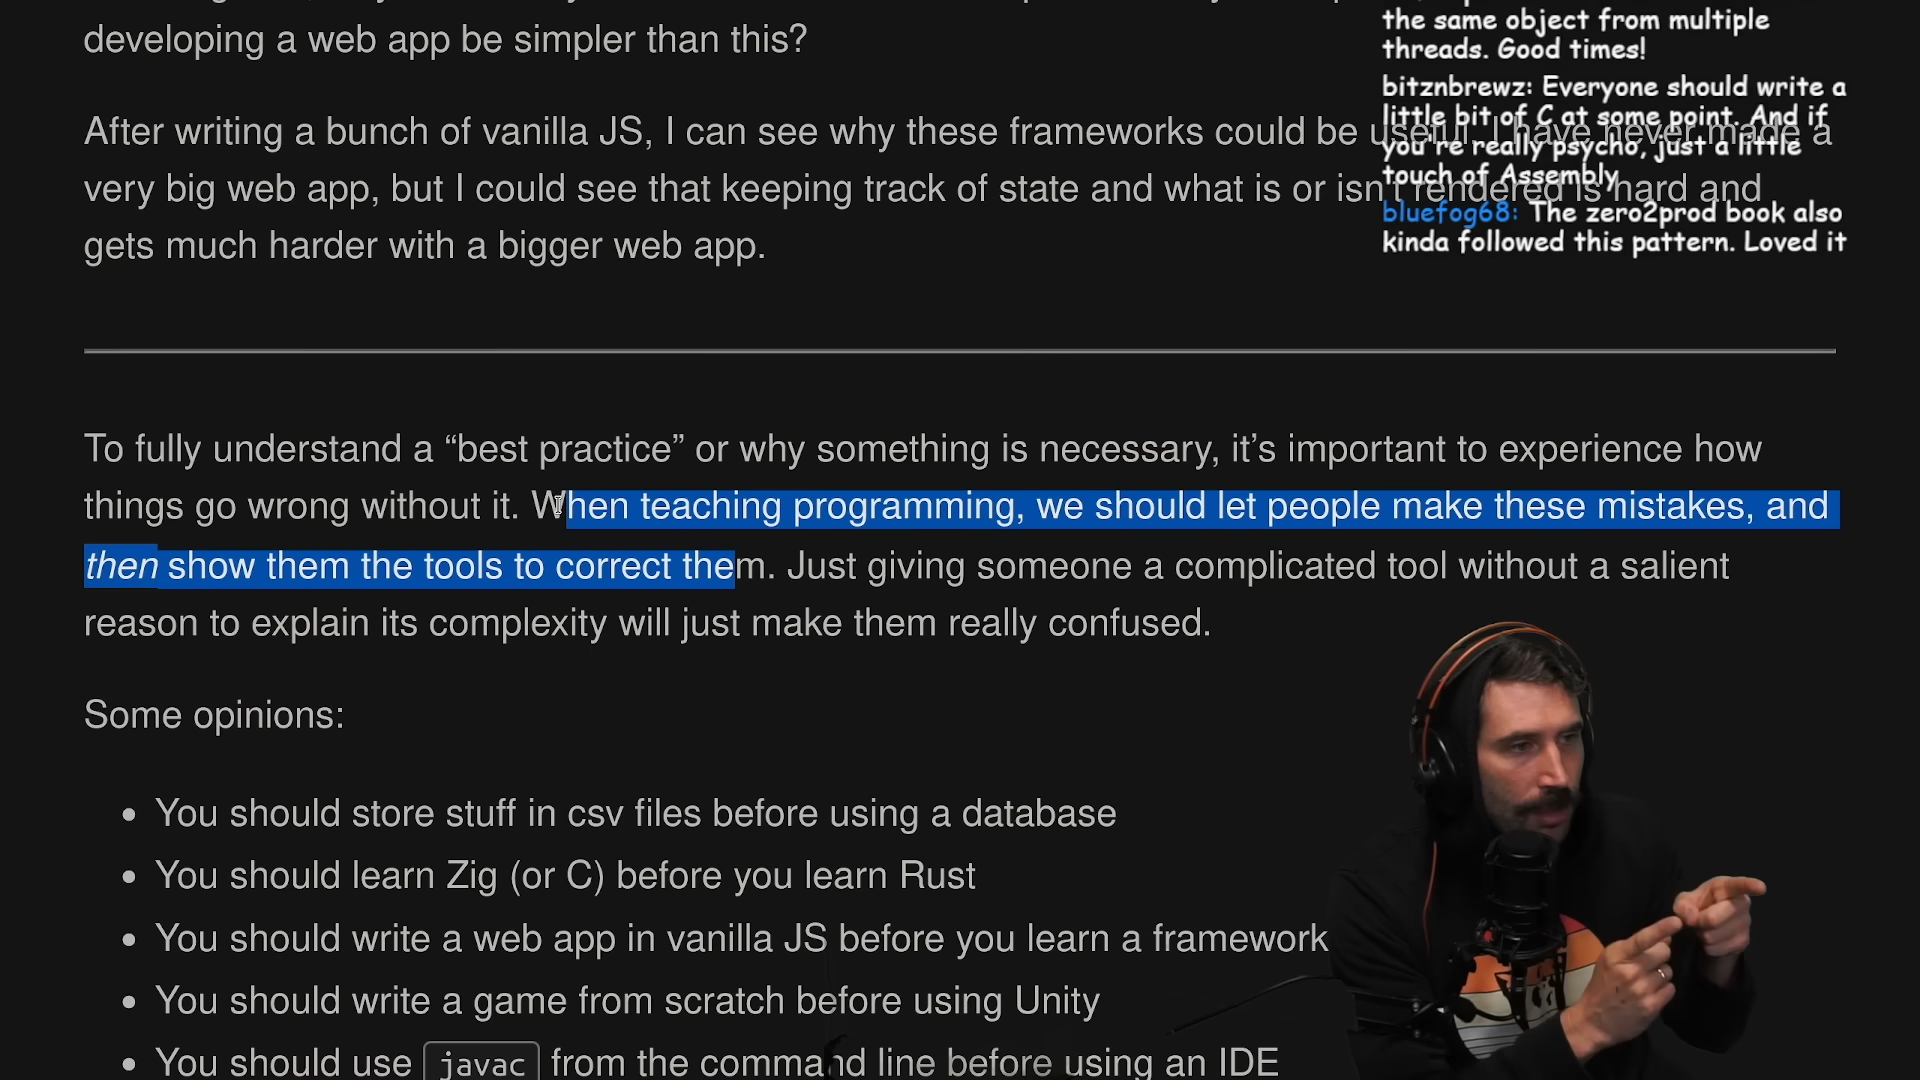 developing a web app be simpler than this?
After writing a bunch of vanilla JS, I can see why these frameworks could be useful. I have never made a
very big web app, but I could see that keeping track of state and what is or isn't rendered is hard and
gets much harder with a bigger web app.
To fully understand a “best practice” or why something is necessary, it’s important to experience how
things go wrong without it. When teaching programming, we should let people make these mistakes, and
then show them the tools to correct them. Just giving someone a complicated tool without a salient
reason to explain its complexity will just make them really confused.
Some opinions:
• You should store stuff in csv files before using a database
• You should learn Zig (or C) before you learn Rust
• You should write a web app in vanilla JS before you learn a framework
• You should write a game from scratch before using Unity
• You should use javac from the command line before using an IDE
the same object from multiple
threads. Good times!
bitznbrewz: Everyone should write a
little bit of C at some point. And if
you're really psycho, just a little
touch of Assembly
bluefog68: The zero2prod book also
kinda followed this pattern. Loved it